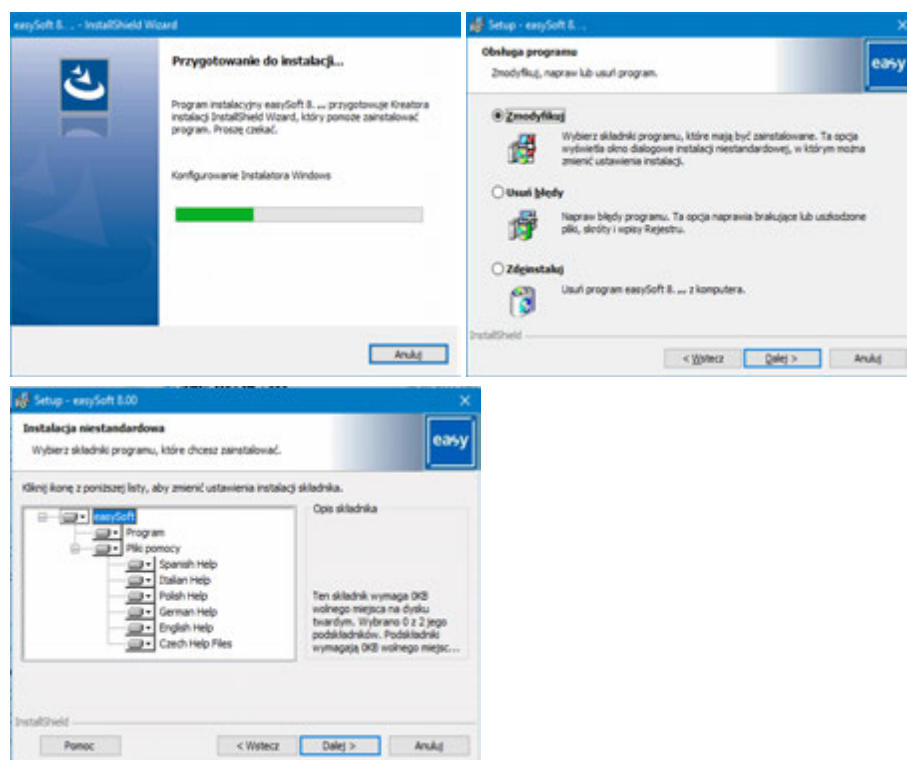 easySoft 8. ... - InstallShield Wizard
Przygotowanie do instalacji...
Program instalacyjny easySoft 8. ... przygotowuje Kreatora
instalacji InstallShield Wizard, który pomoże zainstalować
program. Proszę czekać.
Konfigurowanie Instalatora Windows
Anuluj
Setup - easySoft 8. ...
Obsługa programu
Zmodyfikuj, napraw lub usuń program.
easy
Zmodyfikuj
Wybierz składniki programu, które mają być zainstalowane. Ta opcja
wyświetla okno dialogowe instalacji niestandardowej, w którym można
zmienić ustawienia instalacji.
Usuń błędy
Napraw błędy programu. Ta opcja naprawia brakujące lub uszkodzone
pliki, skróty i wpisy Rejestru.
Zdeinstaluj
Usuń program easySoft 8. ... z komputera.
InstallShield
< Wstecz
Dalej >
Anuluj
Setup - easySoft 8.00
Instalacja niestandardowa
Wybierz składniki programu, które chcesz zainstalować.
easy
Kliknij ikonę z poniższej listy, aby zmienić ustawienia instalacji składnika.
easySoft
Program
Pliki pomocy
Spanish Help
Italian Help
Polish Help
German Help
English Help
Czech Help Files
Opis składnika
Ten składnik wymaga 0KB
wolnego miejsca na dysku
twardym. Wybrano 0 z 2 jego
podskładników. Podskładniki
wymagają 0KB wolnego miejsc...
InstallShield
Pomoc
< Wstecz
Dalej >
Anuluj